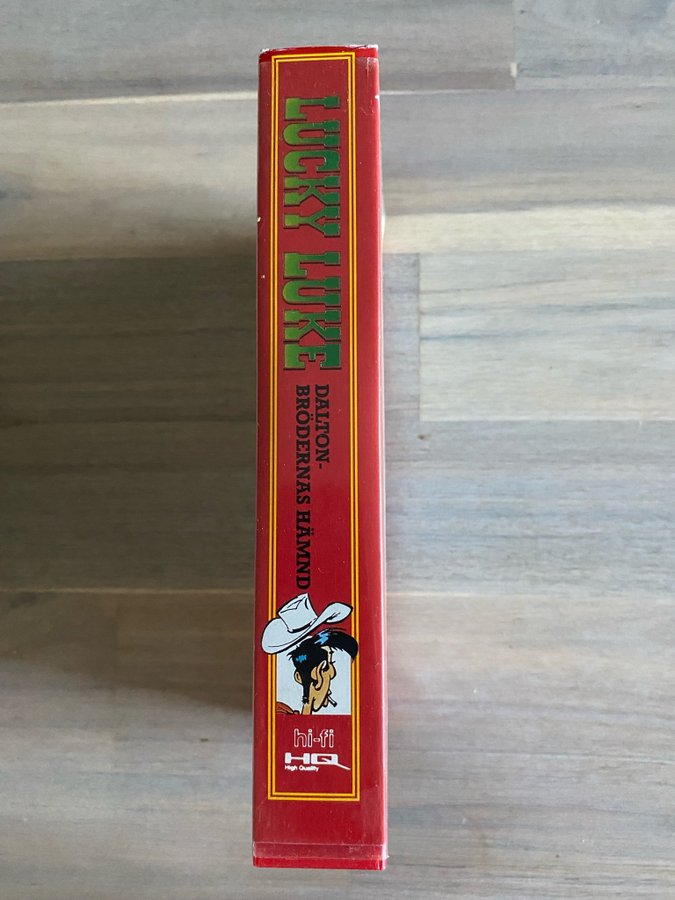 LUCKY LUKE
DALTON-
BRÖDERNAS HÄMND
hi-fi
HQ
High Quality